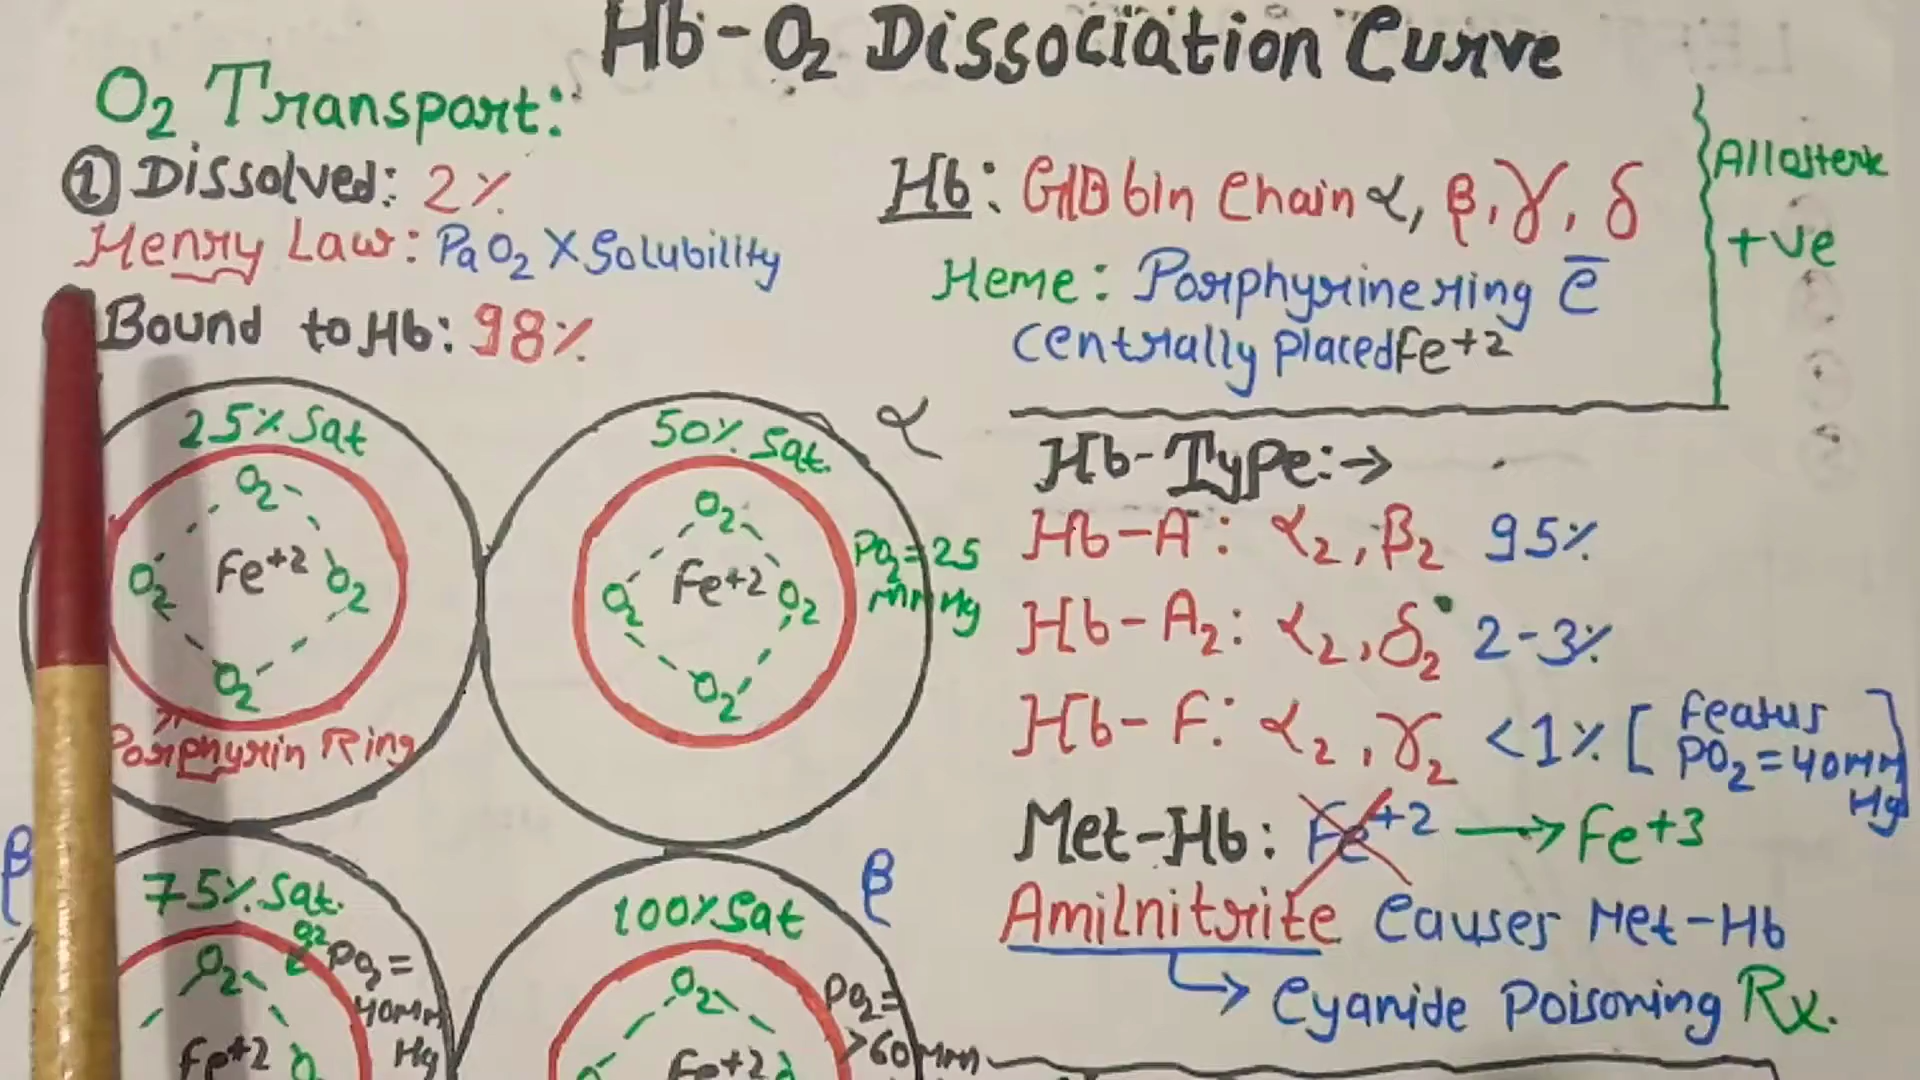 Hb-O2 Dissociation Curve
O2 Transport:
① Dissolved: 2%
Henry Law: PaO2 X Solubility
Bound to Hb: 98%
Hb: Globin Chain α, β, γ, δ
Heme: Porphyrine ring c̅
centrally placed Fe+2
Allosteric
+ve
25% Sat
O2
O2 Fe+2 O2
O2
Porphyrin Ring
50% Sat.
α
O2
O2 Fe+2 O2
O2
PO2=25
mmHg
Hb-Type:→
Hb-A: α2, β2 95%
Hb-A2: α2, δ2 2-3%
Hb-F: α2, γ2 <1% [Featus
PO2=40mm
Hg]
Met-Hb: Fe+2 → Fe+3
Amilnitrite Causes Met-Hb
→ Cyanide Poisoning Rx.
β
75% Sat.
O2
PO2=
40mm
Hg
Fe+2
100% Sat
β
O2
PO2=
>60mm
Fe+2